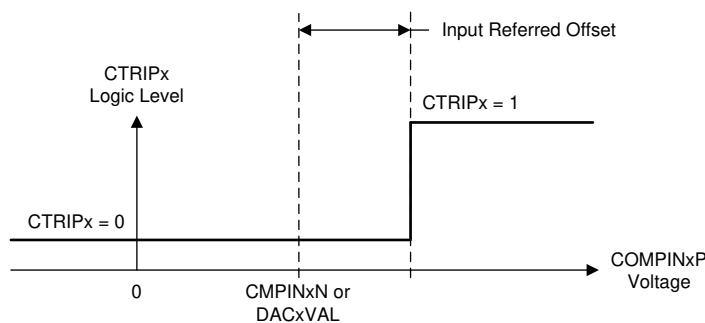 Input Referred Offset
CTRIPx
Logic Level
CTRIPx = 1
CTRIPx = 0
COMPINxP
Voltage
0
CMPINxN or
DACxVAL